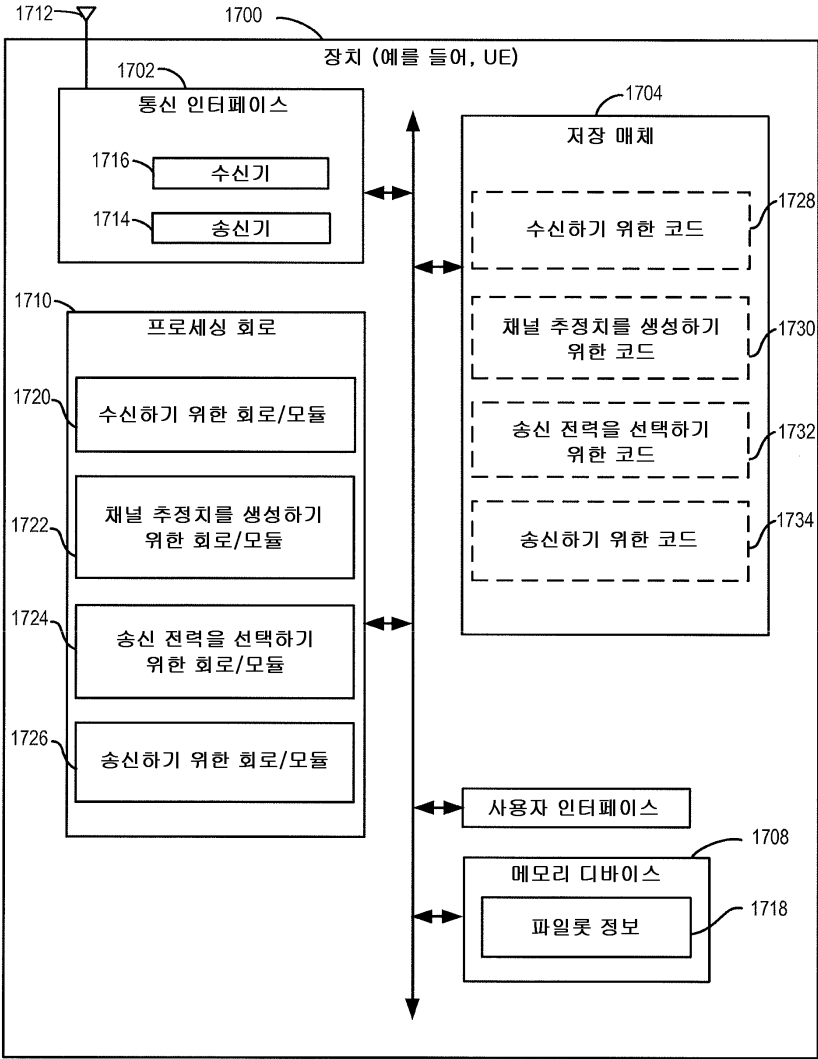 1712
1700
장치 (예를 들어, UE)
1702
통신 인터페이스
1716
수신기
1714
송신기
1704
저장 매체
수신하기 위한 코드
1728
채널 추정치를 생성하기
위한 코드
1730
송신 전력을 선택하기
위한 코드
1732
송신하기 위한 코드
1734
1710
프로세싱 회로
1720
수신하기 위한 회로/모듈
1722
채널 추정치를 생성하기
위한 회로/모듈
1724
송신 전력을 선택하기
위한 회로/모듈
1726
송신하기 위한 회로/모듈
사용자 인터페이스
1708
메모리 디바이스
파일롯 정보
1718